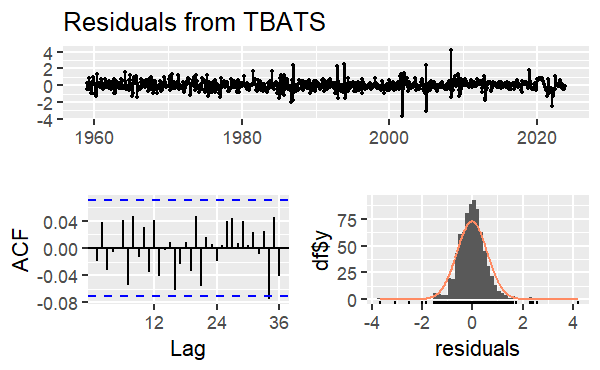 Residuals from TBATS
4
2
0
-2
-4
1960 1980 2000 2020
ACF
0.04
0.00
-0.04
-0.08
12 24 36
Lag
df$y
75
50
25
0
-4 -2 0 2 4
residuals